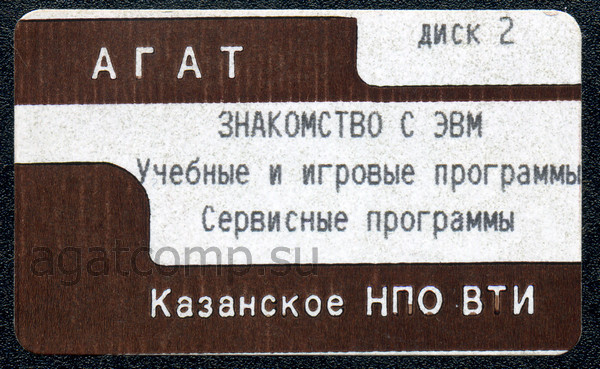 АГАТ
диск 2
ЗНАКОМСТВО С ЭВМ
Учебные и игровые программы
Сервисные программы
agatcomp.su
Казанское НПО ВТИ